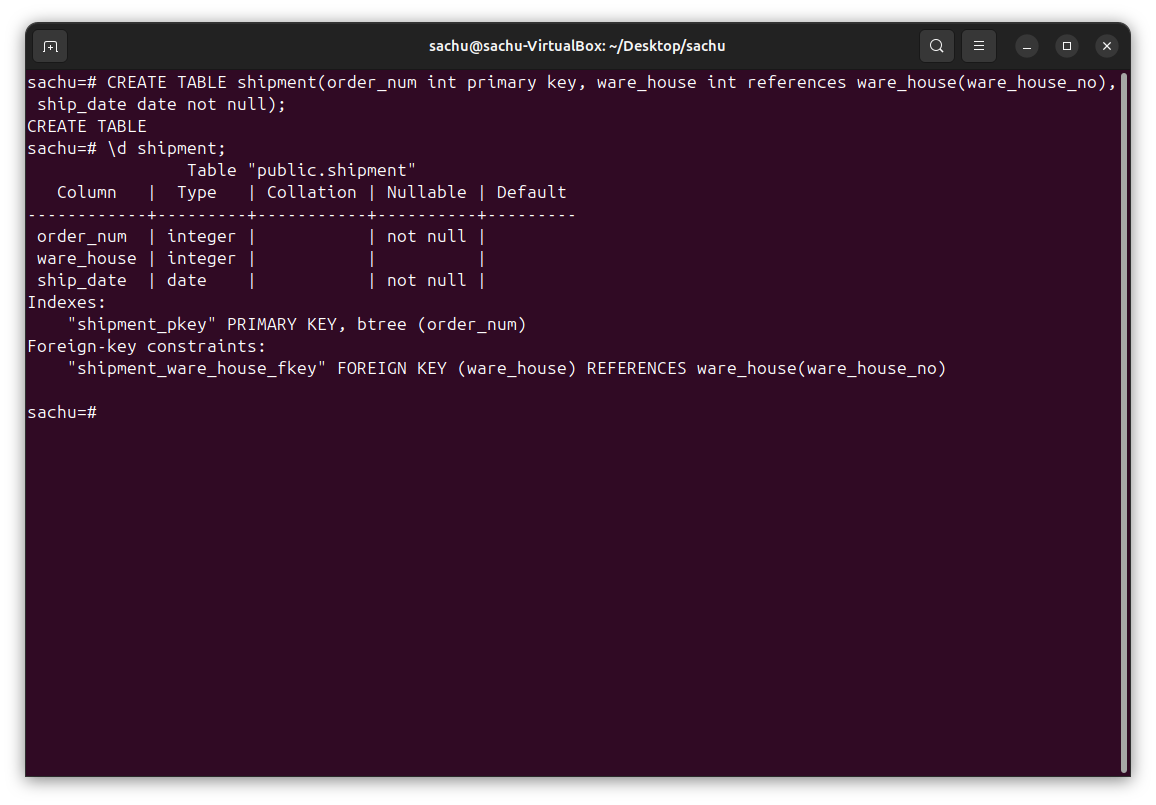 sachu@sachu-VirtualBox: ~/Desktop/sachu
sachu=# CREATE TABLE shipment(order_num int primary key, ware_house int references ware_house(ware_house_no),
 ship_date date not null);
CREATE TABLE
sachu=# \d shipment;
                Table "public.shipment"
   Column   |  Type   | Collation | Nullable | Default
------------+---------+-----------+----------+---------
 order_num  | integer |           | not null |
 ware_house | integer |           |          |
 ship_date  | date    |           | not null |
Indexes:
    "shipment_pkey" PRIMARY KEY, btree (order_num)
Foreign-key constraints:
    "shipment_ware_house_fkey" FOREIGN KEY (ware_house) REFERENCES ware_house(ware_house_no)
sachu=#